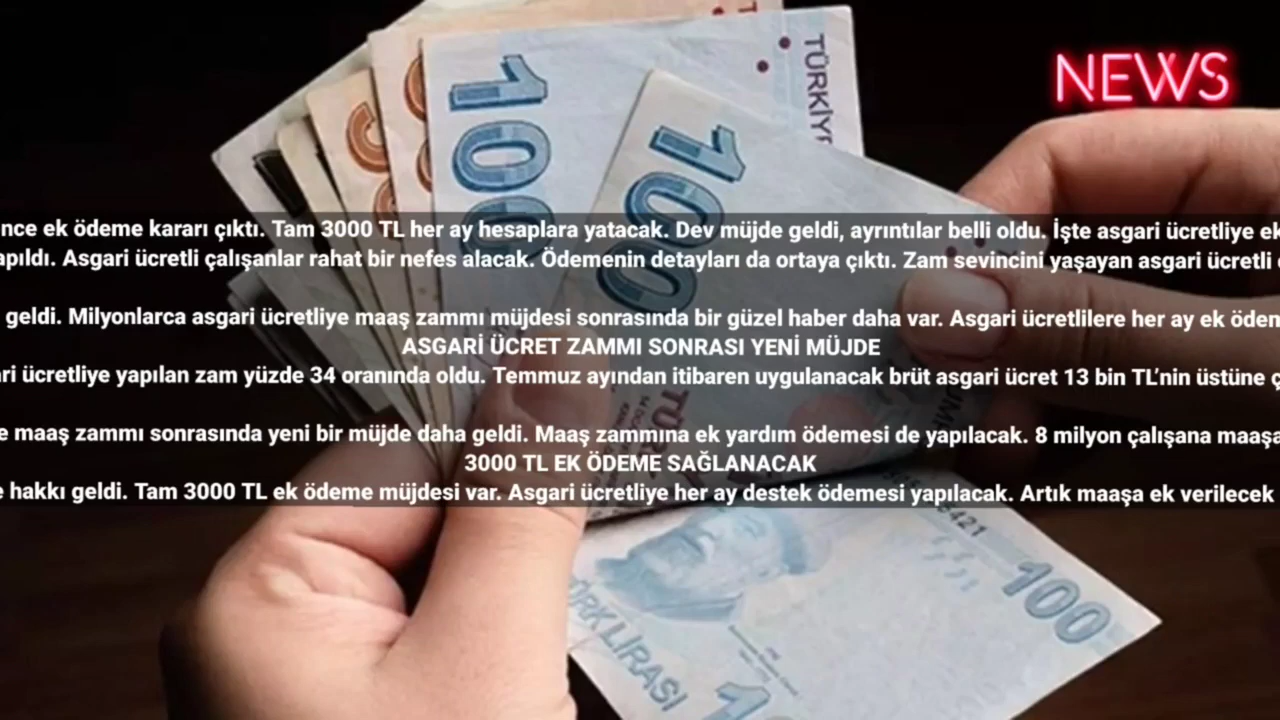 NEWS
TÜRKİY
100
100
ince ek ödeme kararı çıktı. Tam 3000 TL her ay hesaplara yatacak. Dev müjde geldi, ayrıntılar belli oldu. İşte asgari ücretliye ek
apıldı. Asgari ücretli çalışanlar rahat bir nefes alacak. Ödemenin detayları da ortaya çıktı. Zam sevincini yaşayan asgari ücretli
geldi. Milyonlarca asgari ücretliye maaş zammı müjdesi sonrasında bir güzel haber daha var. Asgari ücretlilere her ay ek öden
ASGARİ ÜCRET ZAMMI SONRASI YENİ MÜJDE
ari ücretliye yapılan zam yüzde 34 oranında oldu. Temmuz ayından itibaren uygulanacak brüt asgari ücret 13 bin TL’nin üstüne ç
e maaş zammı sonrasında yeni bir müjde daha geldi. Maaş zammına ek yardım ödemesi de yapılacak. 8 milyon çalışana maaşa
3000 TL EK ÖDEME SAĞLANACAK
e hakkı geldi. Tam 3000 TL ek ödeme müjdesi var. Asgari ücretliye her ay destek ödemesi yapılacak. Artık maaşa ek verilecek
100
ÜRK LİRASI